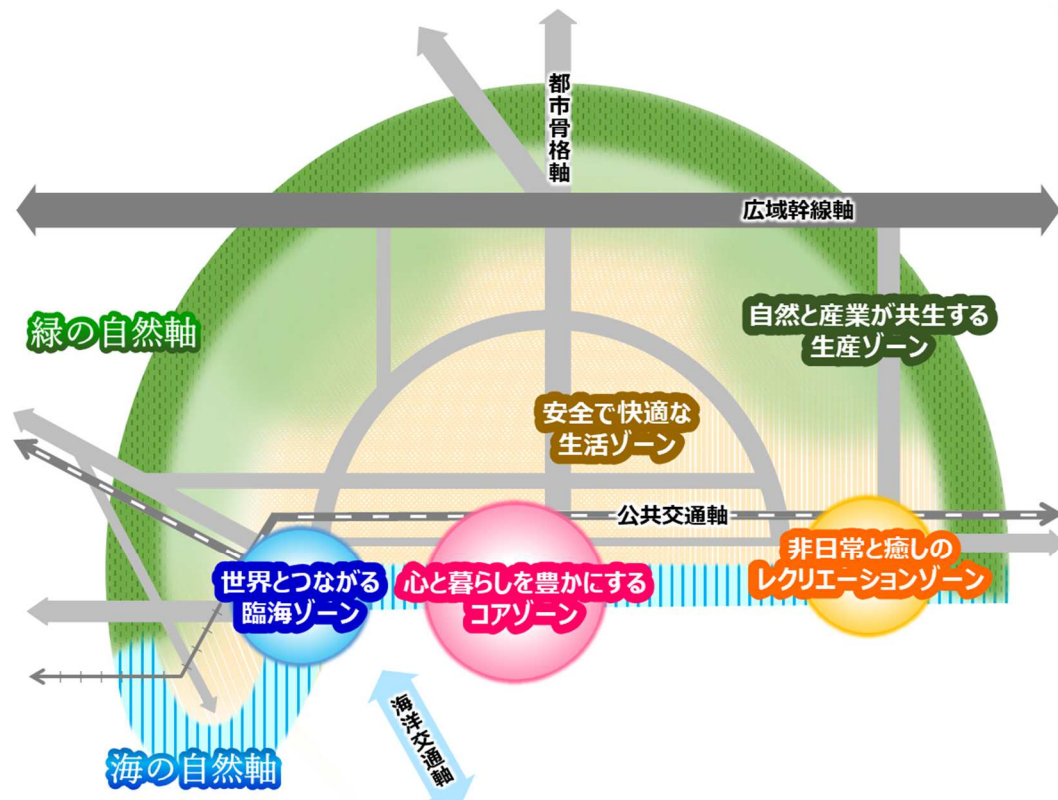 都市骨格軸
広域幹線軸
緑の自然軸
自然と産業が共生する
生産ゾーン
安全で快適な
生活ゾーン
公共交通軸
世界とつながる
臨海ゾーン
心と暮らしを豊かにする
コアゾーン
非日常と癒しの
レクリエーションゾーン
海洋交通軸
海の自然軸